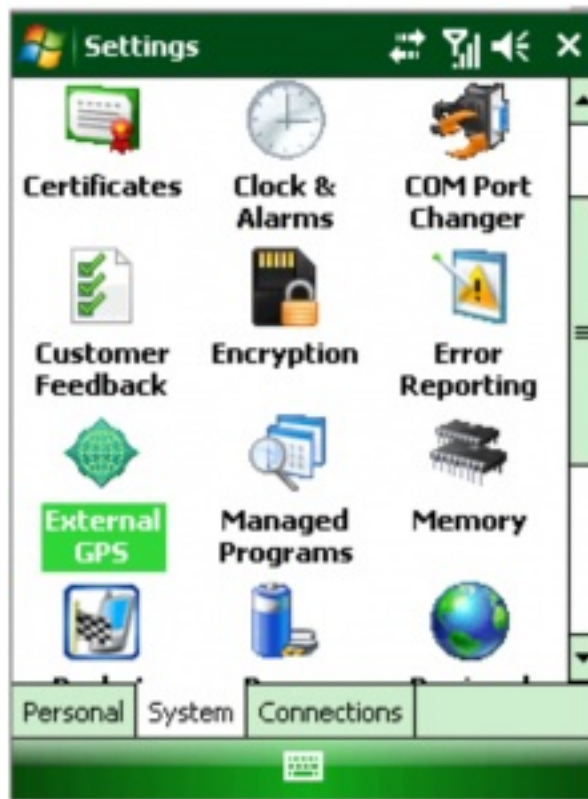 Settings
Certificates
Clock &
Alarms
COM Port
Changer
Customer
Feedback
Encryption
Error
Reporting
External
GPS
Managed
Programs
Memory
Personal
System
Connections